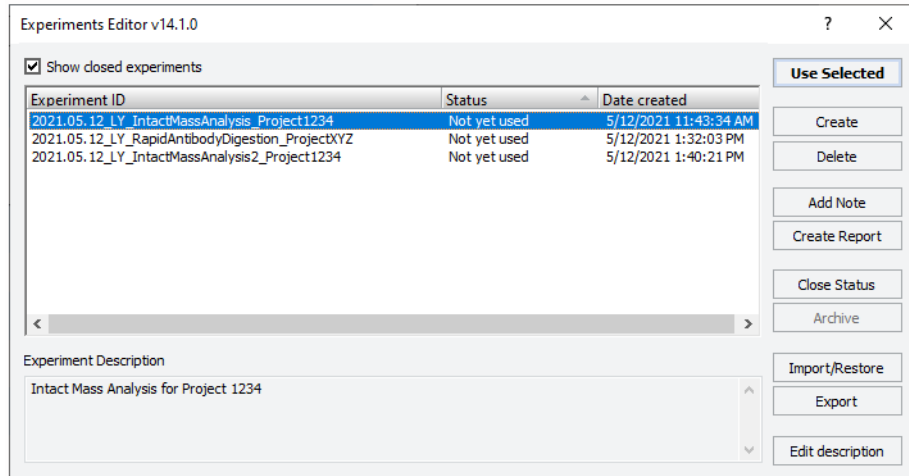 Experiments Editor v14.1.0 ?
Show closed experiments
Use Selected
Experiment ID Status Date created
2021.05.12_LY_IntactMassAnalysis_Project1234 Not yet used 5/12/2021 11:43:34 AM
2021.05.12_LY_RapidAntibodyDigestion_ProjectXYZ Not yet used 5/12/2021 1:32:03 PM
2021.05.12_LY_IntactMassAnalysis2_Project1234 Not yet used 5/12/2021 1:40:21 PM
Create
Delete
Add Note
Create Report
Close Status
Archive
Experiment Description
Intact Mass Analysis for Project 1234
Import/Restore
Export
Edit description